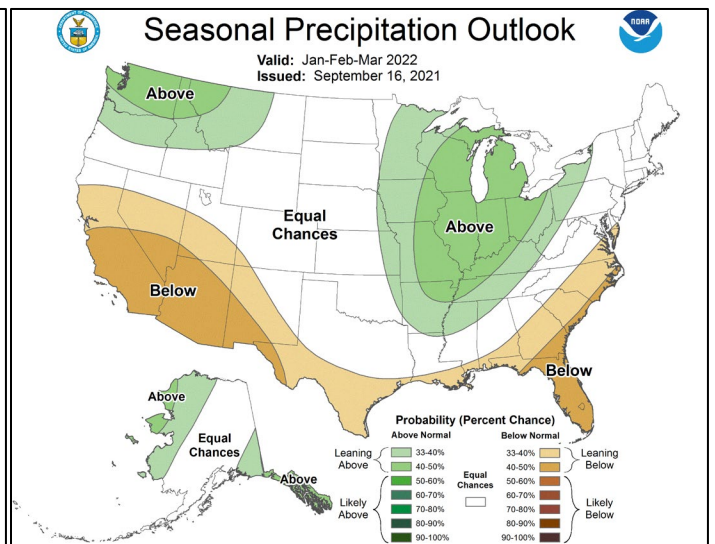 Seasonal Precipitation Outlook
NOAA
Valid: Jan-Feb-Mar 2022
Issued: September 16, 2021
Above
Equal
Chances
Above
Below
Below
Above
Equal
Chances
Above
Probability (Percent Chance)
Above Normal
Below Normal
Leaning
Above
33-40%
40-50%
Likely
Above
50-60%
60-70%
70-80%
80-90%
90-100%
Equal
Chances
33-40%
40-50%
Leaning
Below
50-60%
60-70%
70-80%
80-90%
90-100%
Likely
Below